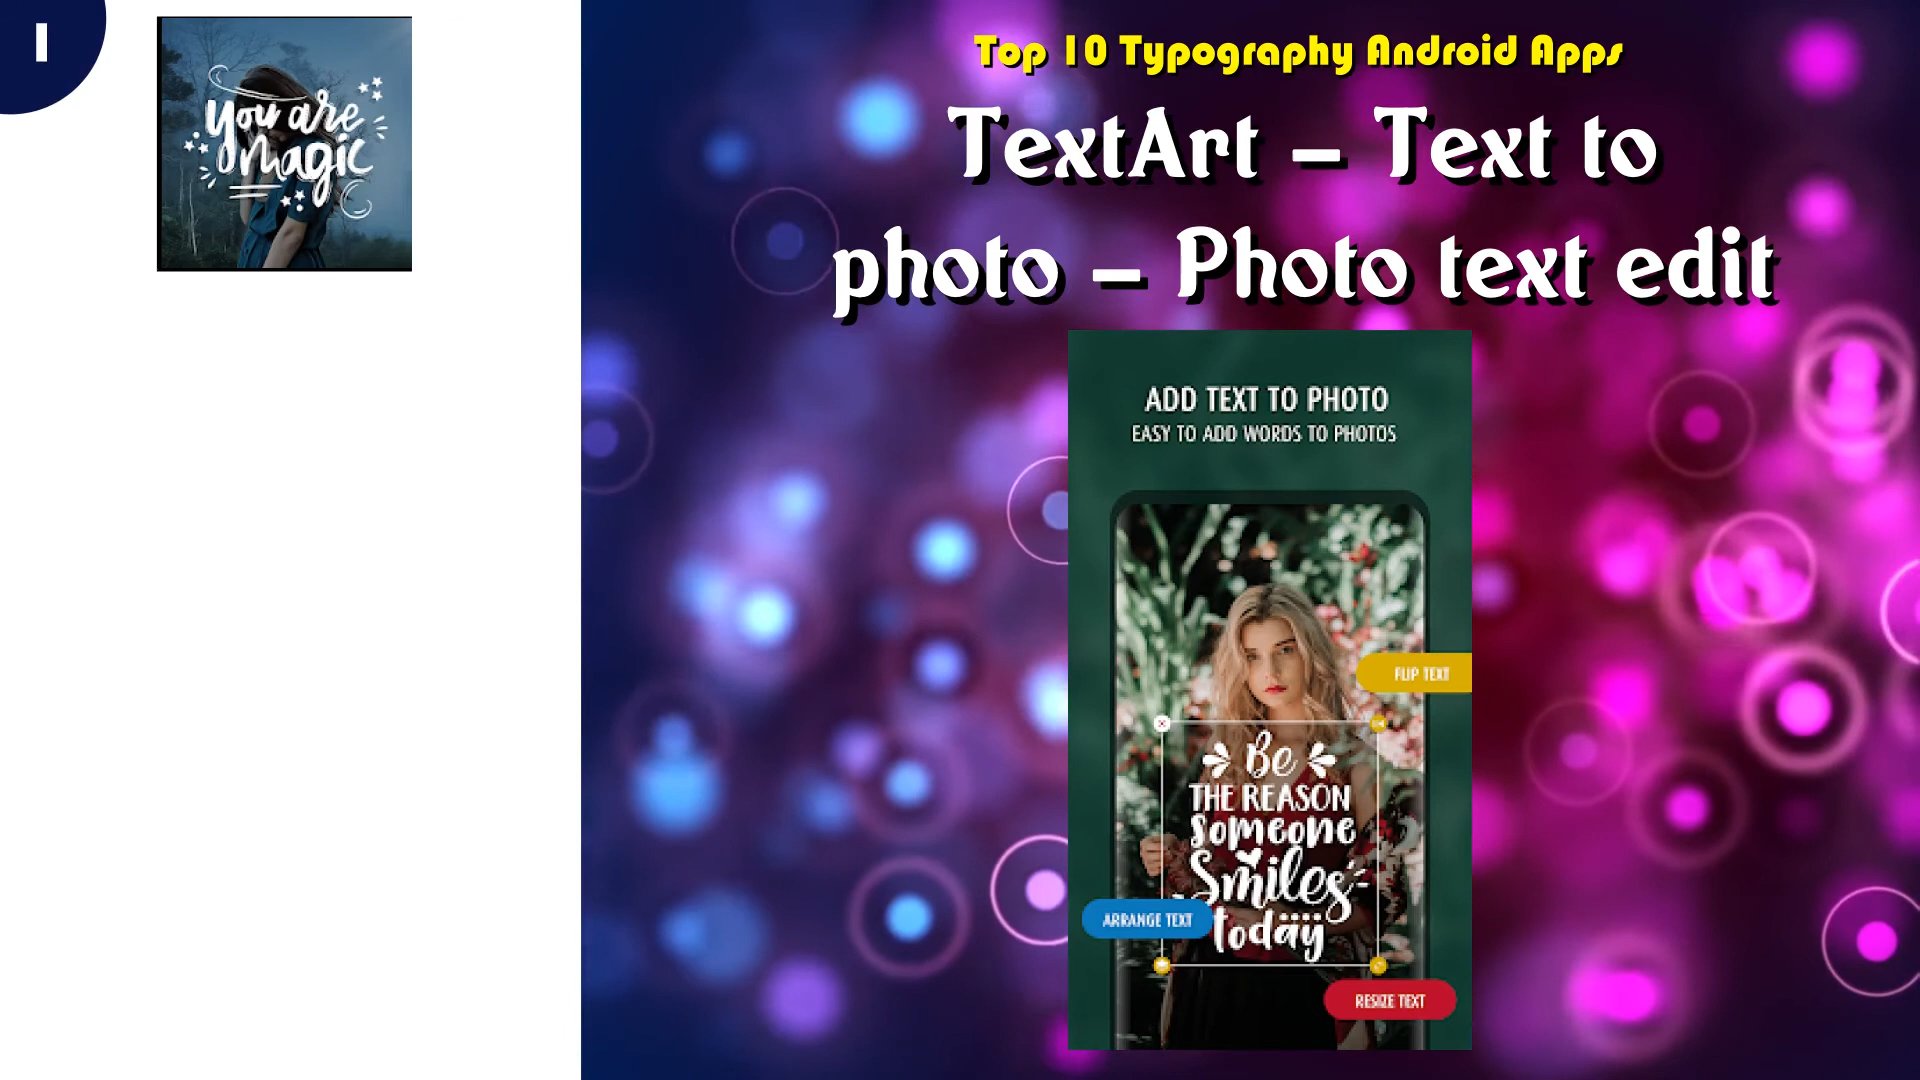 1
You are
magic
Top 10 Typography Android Apps
TextArt – Text to
photo – Photo text edit
ADD TEXT TO PHOTO
EASY TO ADD WORDS TO PHOTOS
FLIP TEXT
Be
THE REASON
someone
Smiles
today
ARRANGE TEXT
RESIZE TEXT